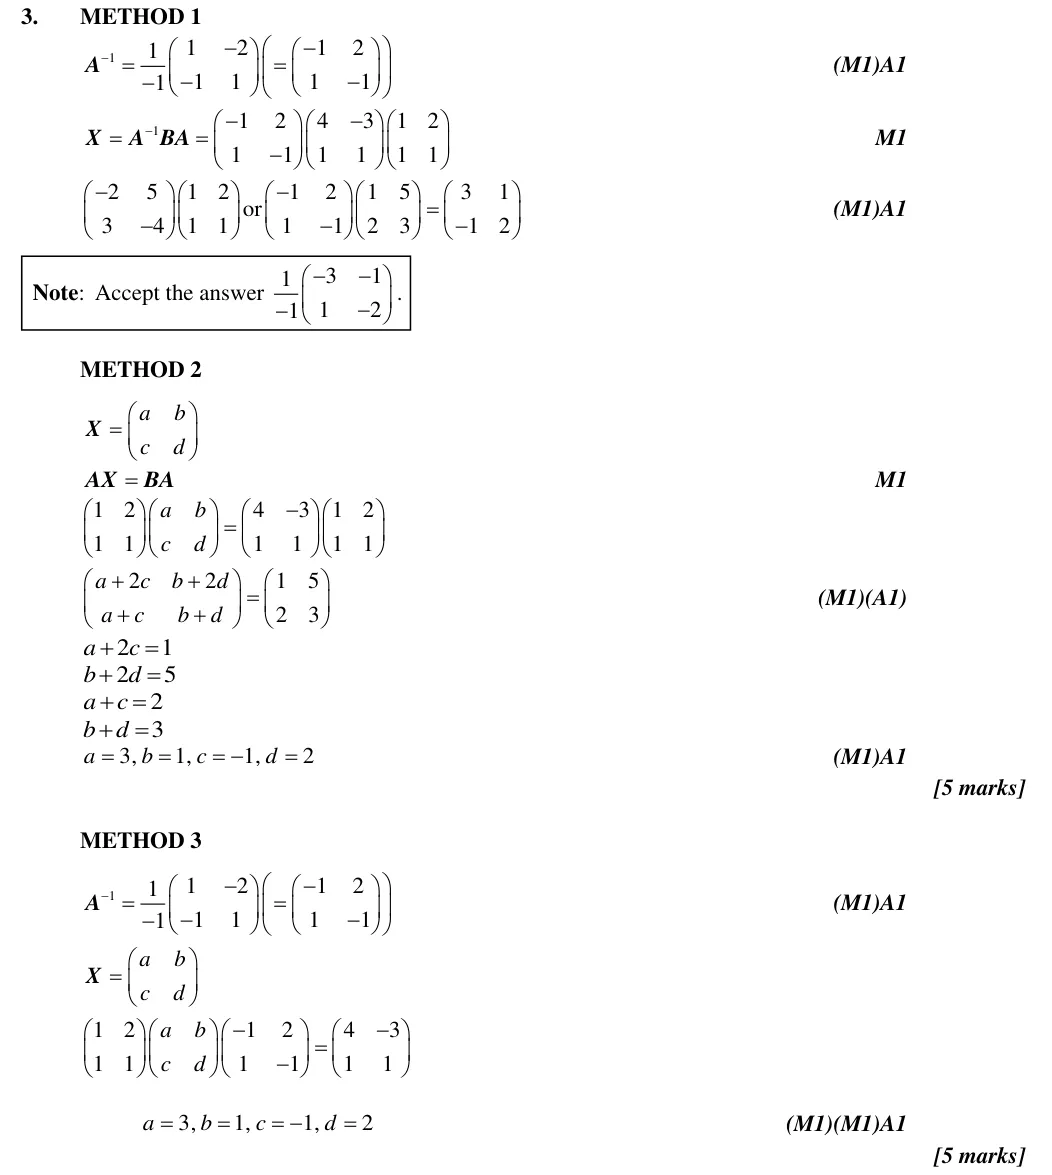 3. METHOD 1
A⁻¹ = 1/−1 (1 −2; −1 1) (= (−1 2; 1 −1)) (M1)A1
X = A⁻¹BA = (−1 2; 1 −1)(4 −3; 1 1)(1 2; 1 1) M1
(−2 5; 3 −4)(1 2; 1 1) or (−1 2; 1 −1)(1 5; 2 3) = (3 1; −1 2) (M1)A1
Note: Accept the answer 1/−1 (−3 −1; 1 −2).
METHOD 2
X = (a b; c d)
AX = BA M1
(1 2; 1 1)(a b; c d) = (4 −3; 1 1)(1 2; 1 1)
(a + 2c b + 2d; a + c b + d) = (1 5; 2 3) (M1)(A1)
a + 2c = 1
b + 2d = 5
a + c = 2
b + d = 3
a = 3, b = 1, c = −1, d = 2 (M1)A1
[5 marks]
METHOD 3
A⁻¹ = 1/−1 (1 −2; −1 1) (= (−1 2; 1 −1)) (M1)A1
X = (a b; c d)
(1 2; 1 1)(a b; c d)(−1 2; 1 −1) = (4 −3; 1 1)
a = 3, b = 1, c = −1, d = 2 (M1)(M1)A1
[5 marks]